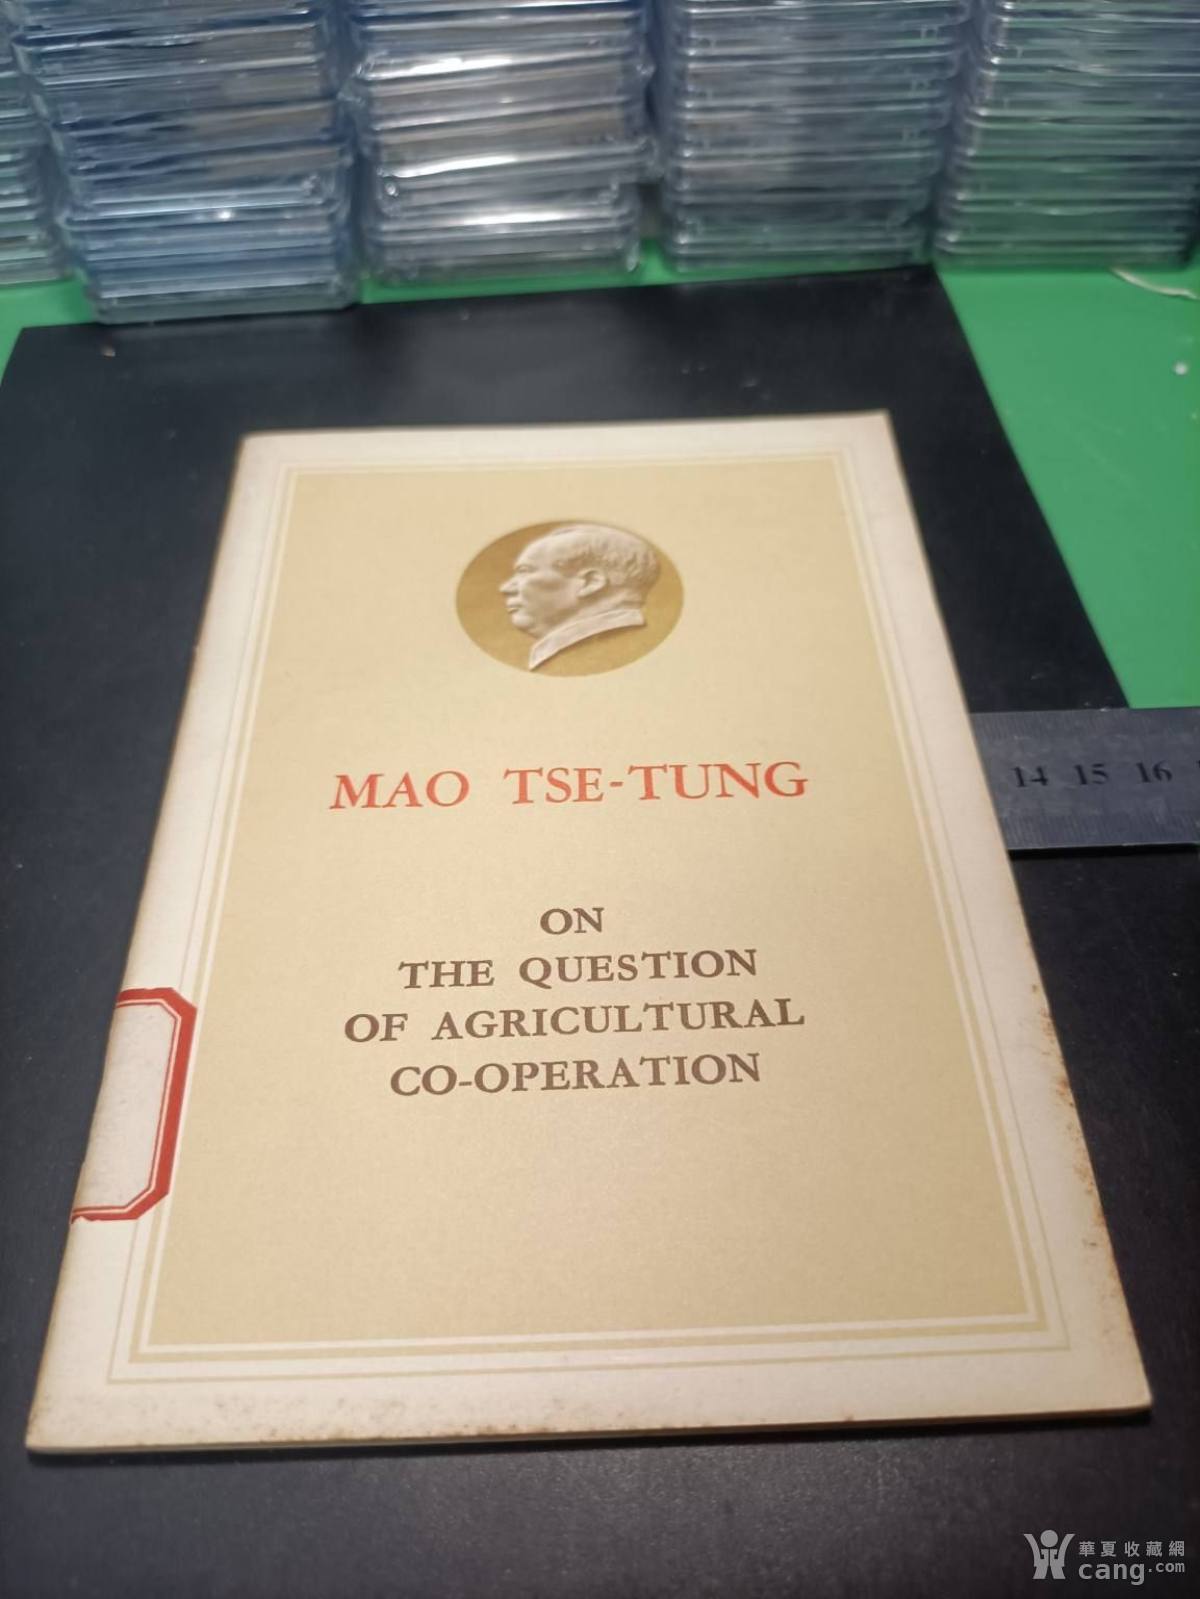 MAO TSE-TUNG
ON
THE QUESTION
OF AGRICULTURAL
CO-OPERATION
14 15 16
華夏收藏網
cang.com